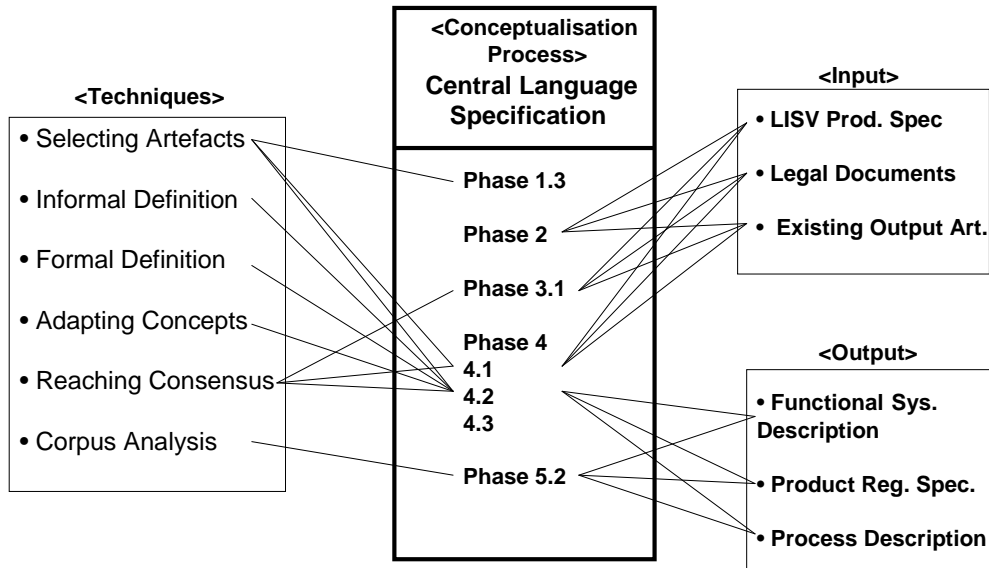 <Techniques>
• Selecting Artefacts
• Informal Definition
• Formal Definition
• Adapting Concepts
• Reaching Consensus
• Corpus Analysis
<Conceptualisation
Process>
Central Language
Specification
Phase 1.3
Phase 2
Phase 3.1
Phase 4
4.1
4.2
4.3
Phase 5.2
<Input>
• LISV Prod. Spec
• Legal Documents
• Existing Output Art.
<Output>
• Functional Sys.
Description
• Product Reg. Spec.
• Process Description